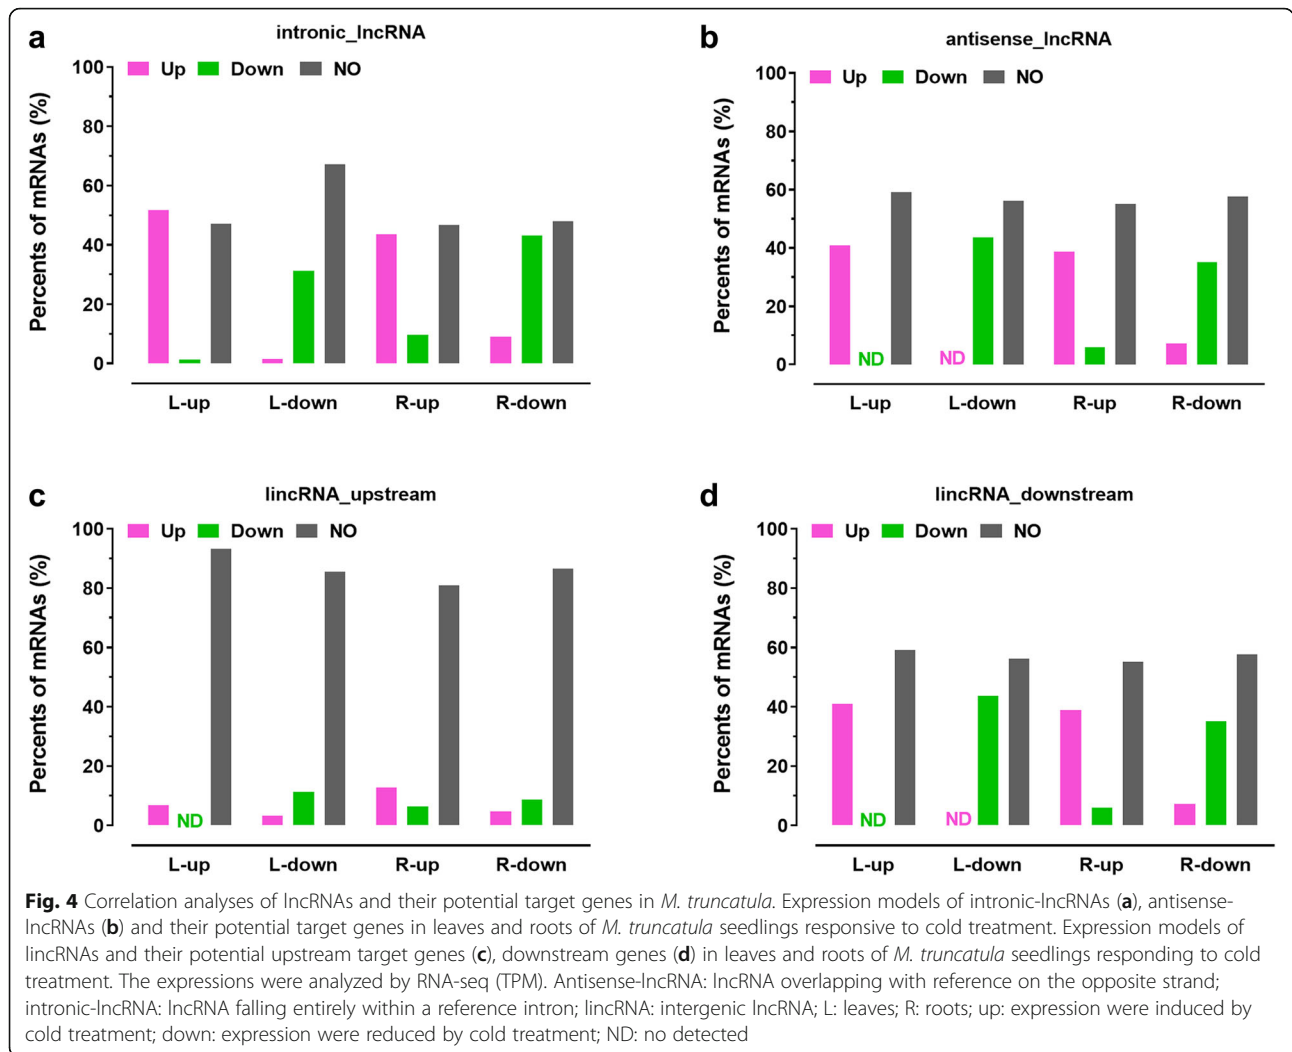 a
intronic_lncRNA
Up Down NO
Percents of mRNAs (%)
100
80
60
40
20
0
L-up L-down R-up R-down
b
antisense_lncRNA
Up Down NO
Percents of mRNAs (%)
100
80
60
40
20
0
ND ND
L-up L-down R-up R-down
c
lincRNA_upstream
Up Down NO
Percents of mRNAs (%)
100
80
60
40
20
0
ND
L-up L-down R-up R-down
d
lincRNA_downstream
Up Down NO
Percents of mRNAs (%)
100
80
60
40
20
0
ND ND
L-up L-down R-up R-down
Fig. 4 Correlation analyses of lncRNAs and their potential target genes in M. truncatula. Expression models of intronic-lncRNAs (a), antisense-
lncRNAs (b) and their potential target genes in leaves and roots of M. truncatula seedlings responsive to cold treatment. Expression models of
lincRNAs and their potential upstream target genes (c), downstream genes (d) in leaves and roots of M. truncatula seedlings responding to cold
treatment. The expressions were analyzed by RNA-seq (TPM). Antisense-lncRNA: lncRNA overlapping with reference on the opposite strand;
intronic-lncRNA: lncRNA falling entirely within a reference intron; lincRNA: intergenic lncRNA; L: leaves; R: roots; up: expression were induced by
cold treatment; down: expression were reduced by cold treatment; ND: no detected